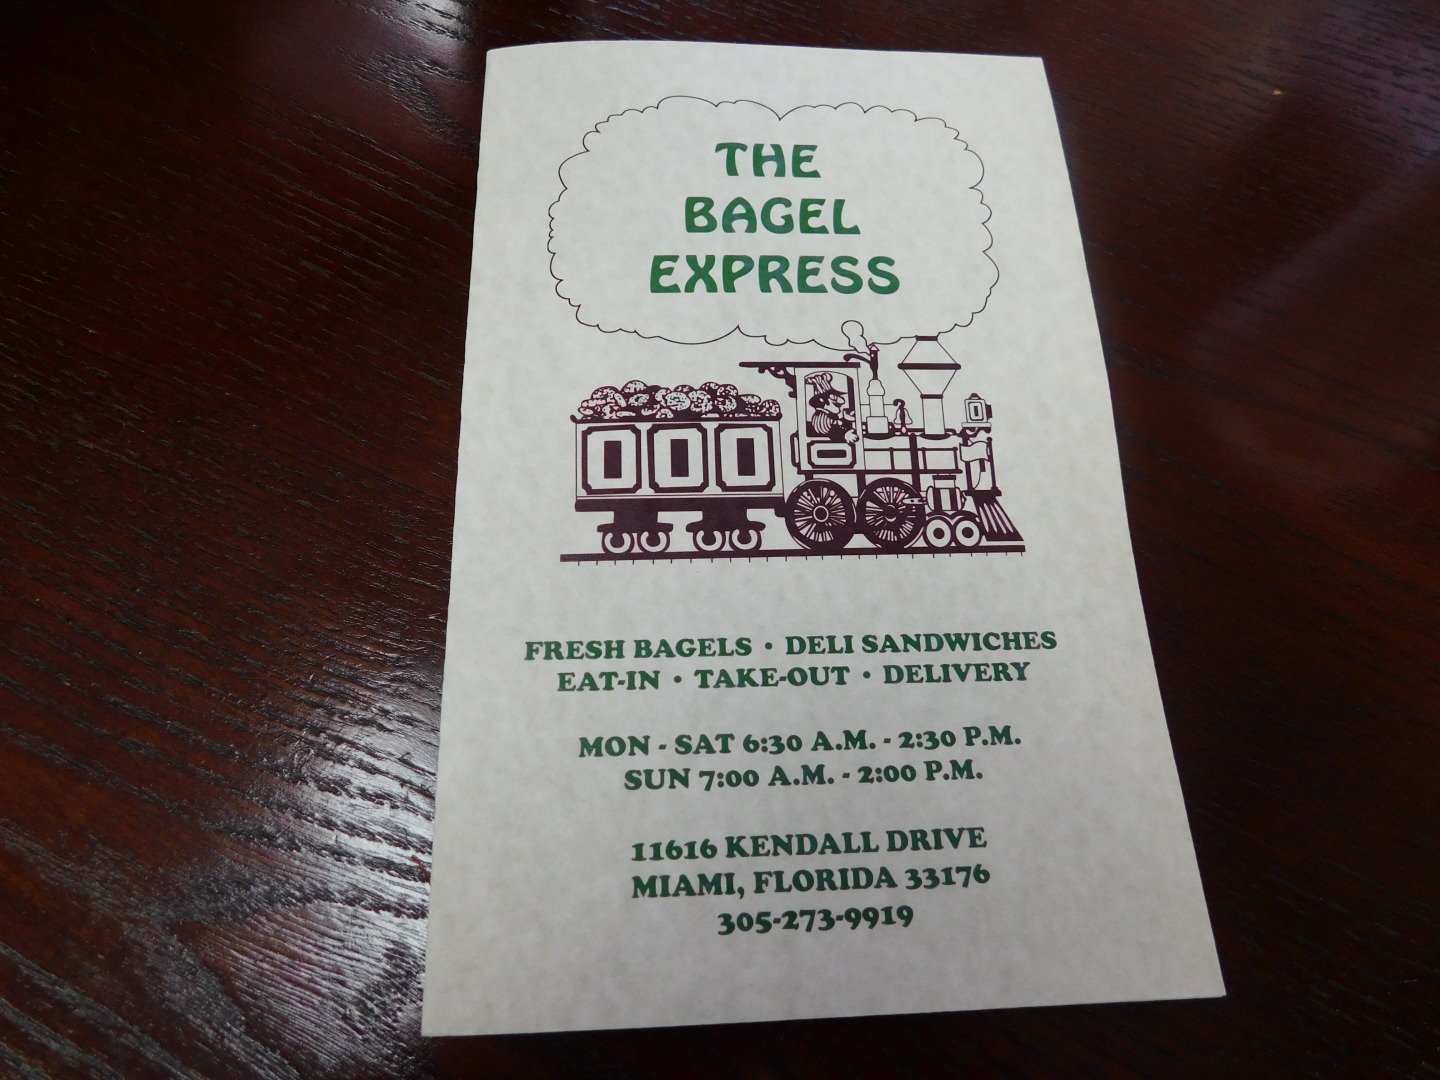 THE
BAGEL
EXPRESS
FRESH BAGELS • DELI SANDWICHES
EAT-IN • TAKE-OUT • DELIVERY
MON - SAT 6:30 A.M. - 2:30 P.M.
SUN 7:00 A.M. - 2:00 P.M.
11616 KENDALL DRIVE
MIAMI, FLORIDA 33176
305-273-9919